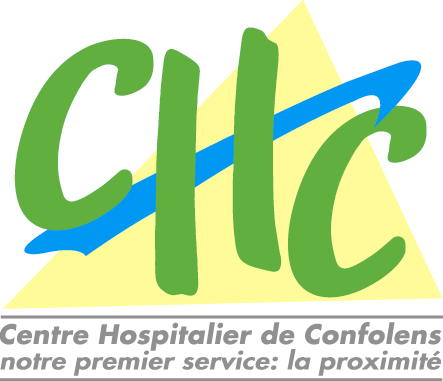 CHC
Centre Hospitalier de Confolens
notre premier service: la proximité